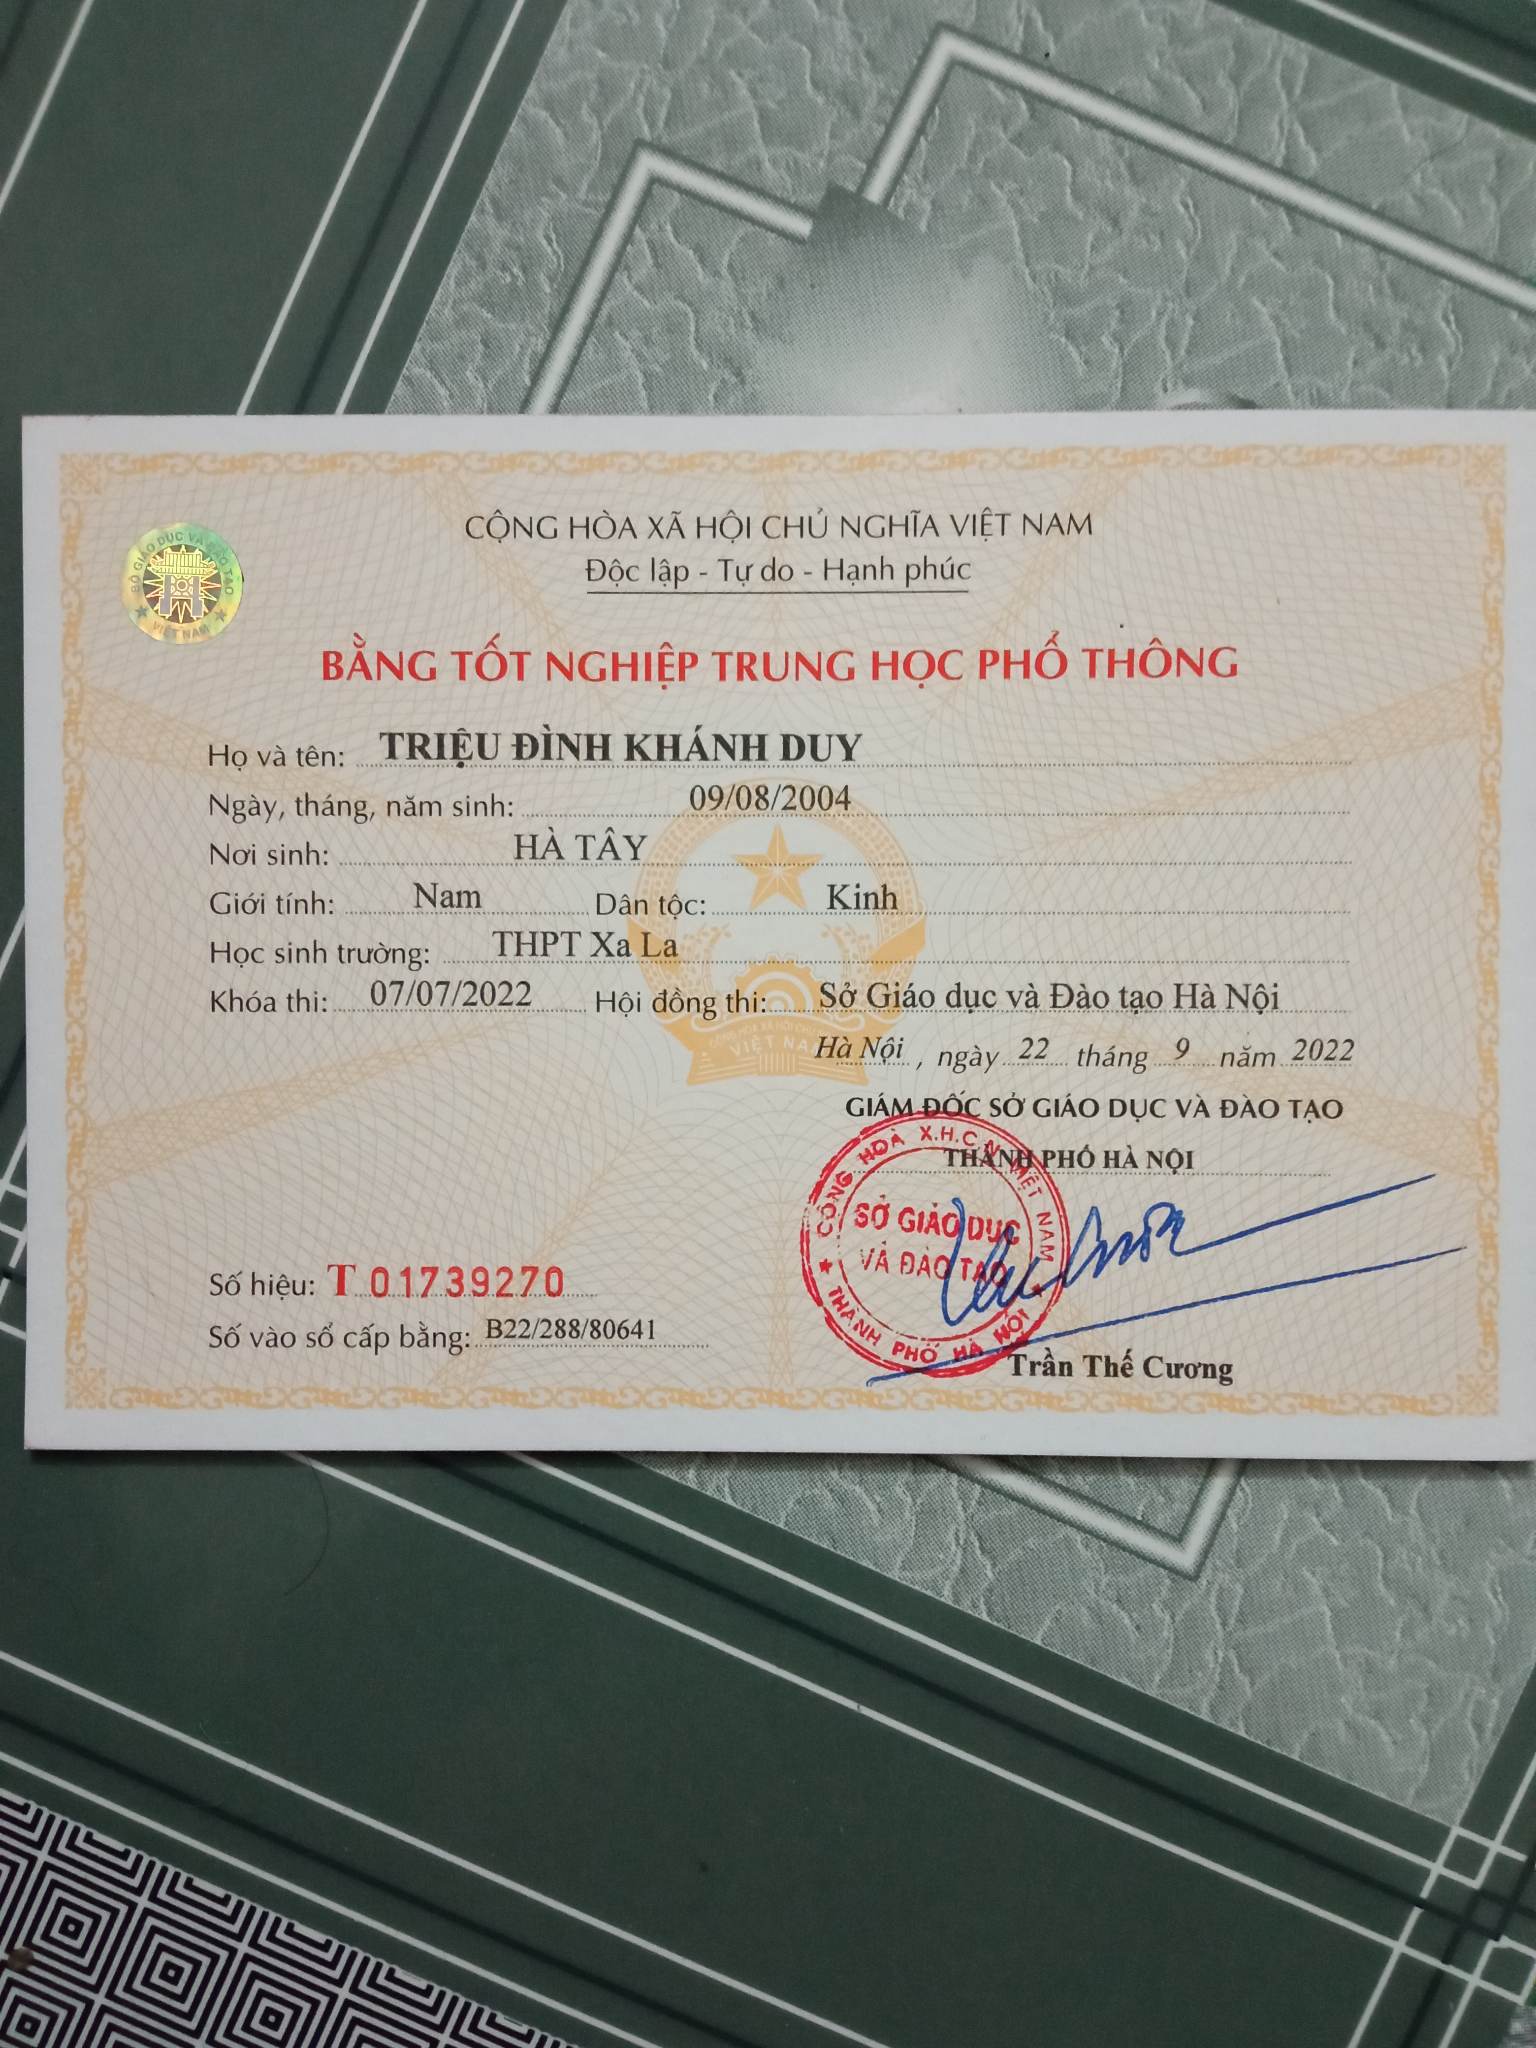 CỘNG HÒA XÃ HỘI CHỦ NGHĨA VIỆT NAM
Độc lập - Tự do - Hạnh phúc
BỘ GIÁO DỤC VÀ ĐÀO TẠO
VIỆT NAM
BẰNG TỐT NGHIỆP TRUNG HỌC PHỔ THÔNG
Họ và tên: TRIỆU ĐÌNH KHÁNH DUY
Ngày, tháng, năm sinh: 09/08/2004
Nơi sinh: HÀ TÂY
Giới tính: Nam Dân tộc: Kinh
Học sinh trường: THPT Xa La
Khóa thi: 07/07/2022 Hội đồng thi: Sở Giáo dục và Đào tạo Hà Nội
VIỆT NAM
Hà Nội, ngày 22 tháng 9 năm 2022
GIÁM ĐỐC SỞ GIÁO DỤC VÀ ĐÀO TẠO
THÀNH PHỐ HÀ NỘI
CỘNG HOÀ X.H.C.N VIỆT NAM
SỞ GIÁO DỤC
VÀ ĐÀO TẠO
THÀNH PHỐ HÀ NỘI
Số hiệu: T 01739270
Số vào sổ cấp bằng: B22/288/80641
Trần Thế Cương